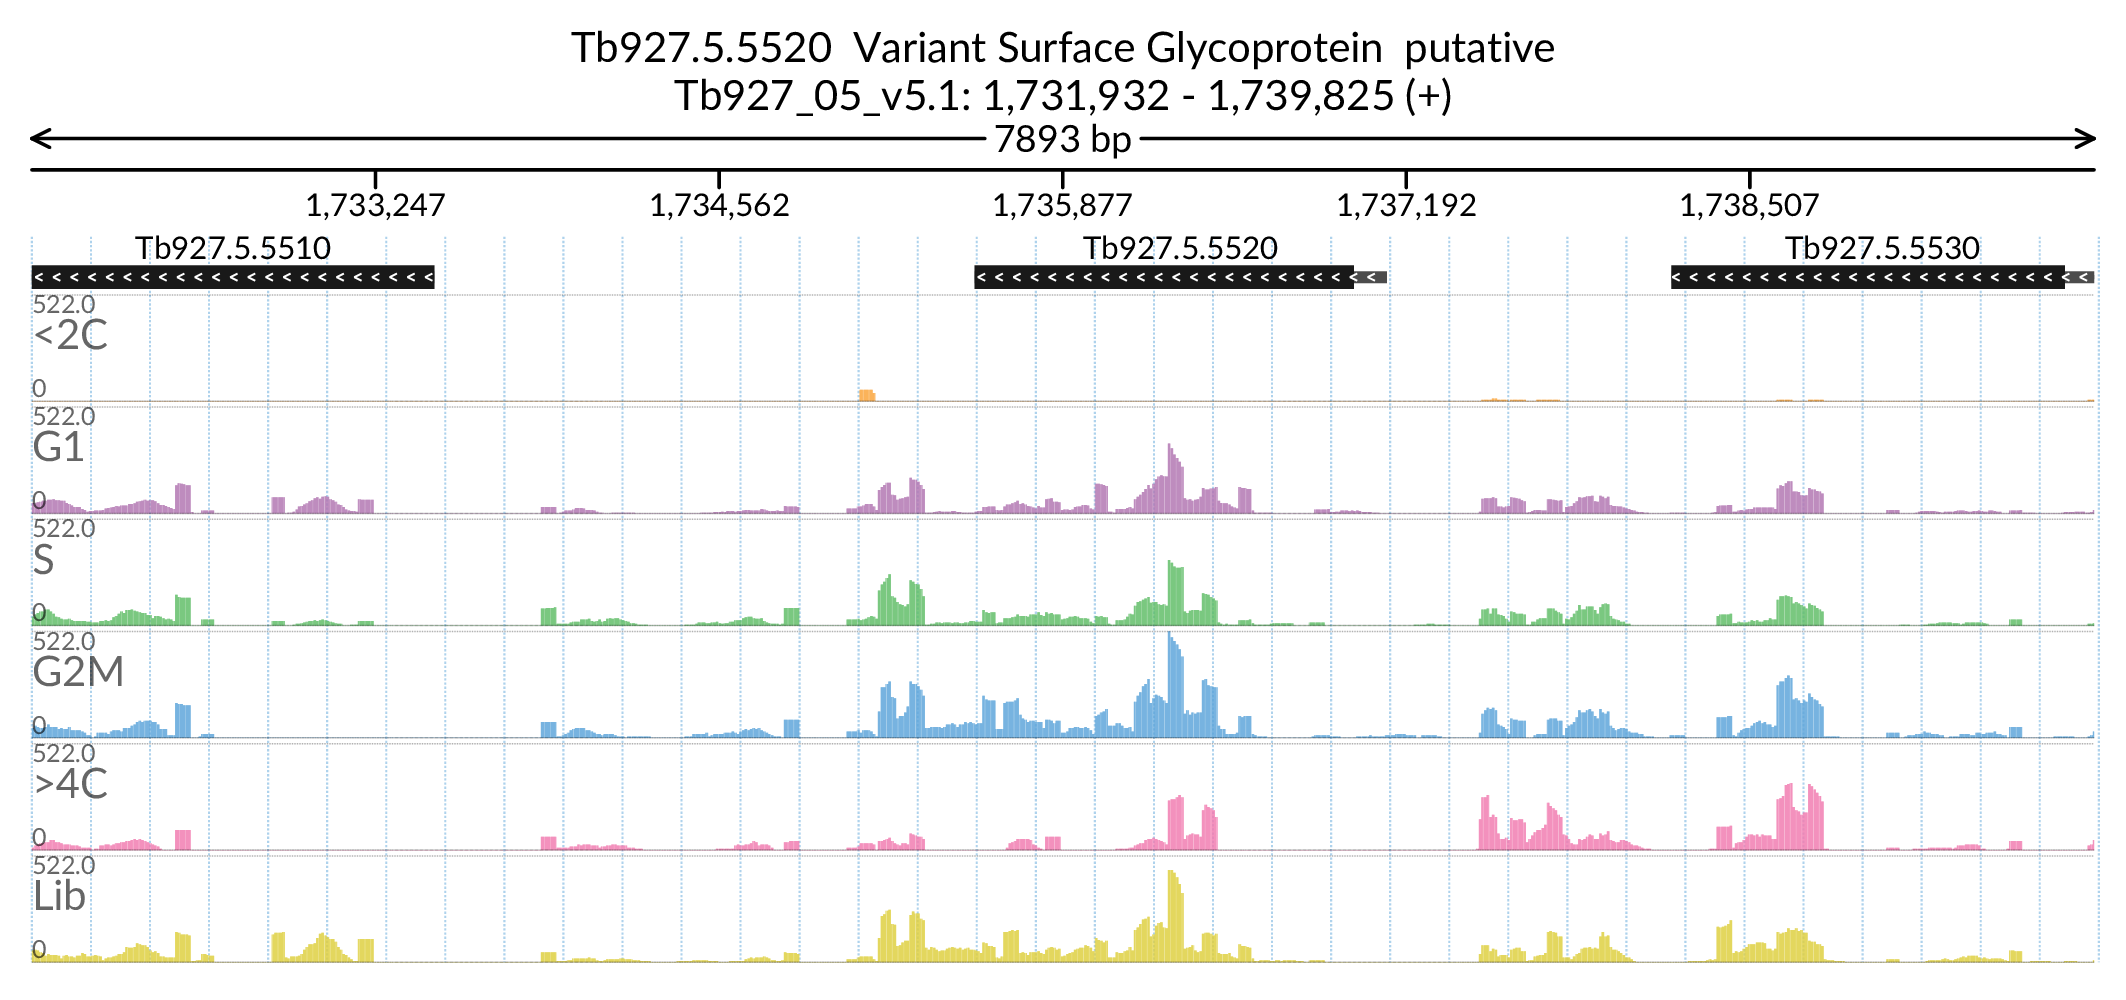 Tb927.5.5520 Variant Surface Glycoprotein putative
Tb927_05_v5.1: 1,731,932 - 1,739,825 (+)
7893 bp
1,733,247 1,734,562 1,735,877 1,737,192 1,738,507
Tb927.5.5510 Tb927.5.5520 Tb927.5.5530
522.0
<2C
0
522.0
G1
0
522.0
S
0
522.0
G2M
0
522.0
>4C
0
522.0
Lib
0